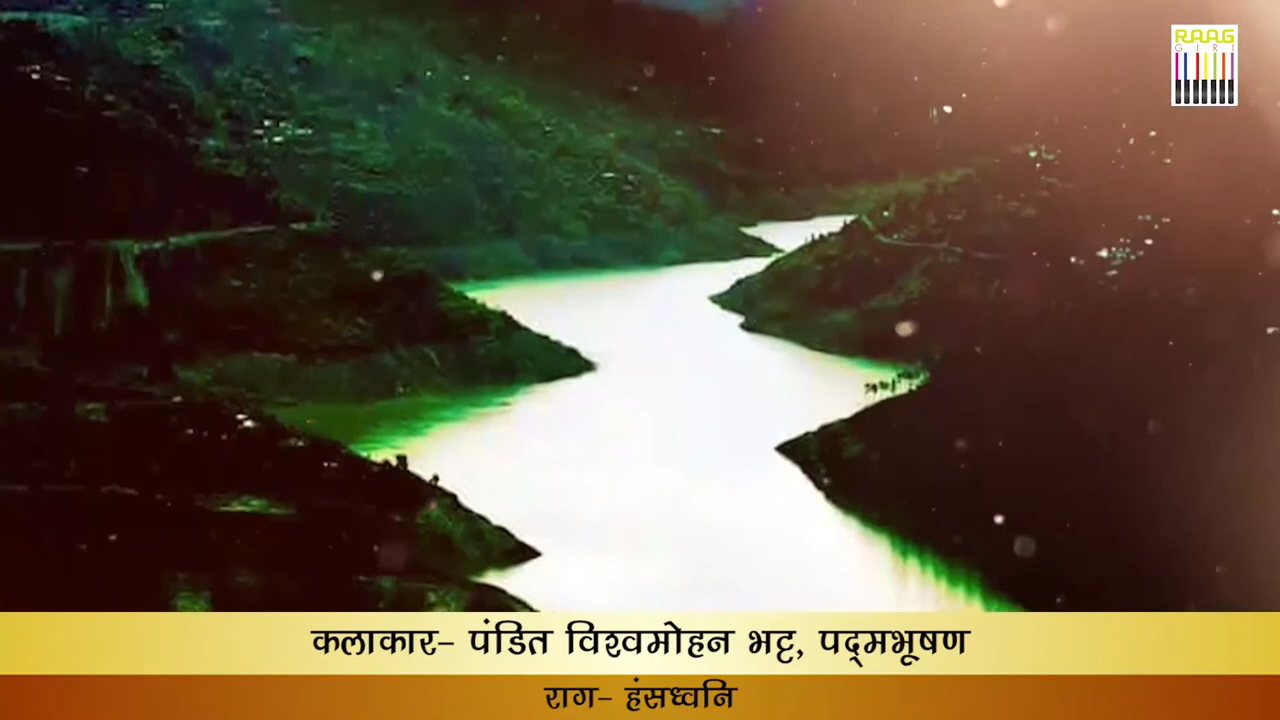 RAAG
GIRI
कलाकार- पंडित विश्वमोहन भट्ट, पद्मभूषण
राग- हंसध्वनि